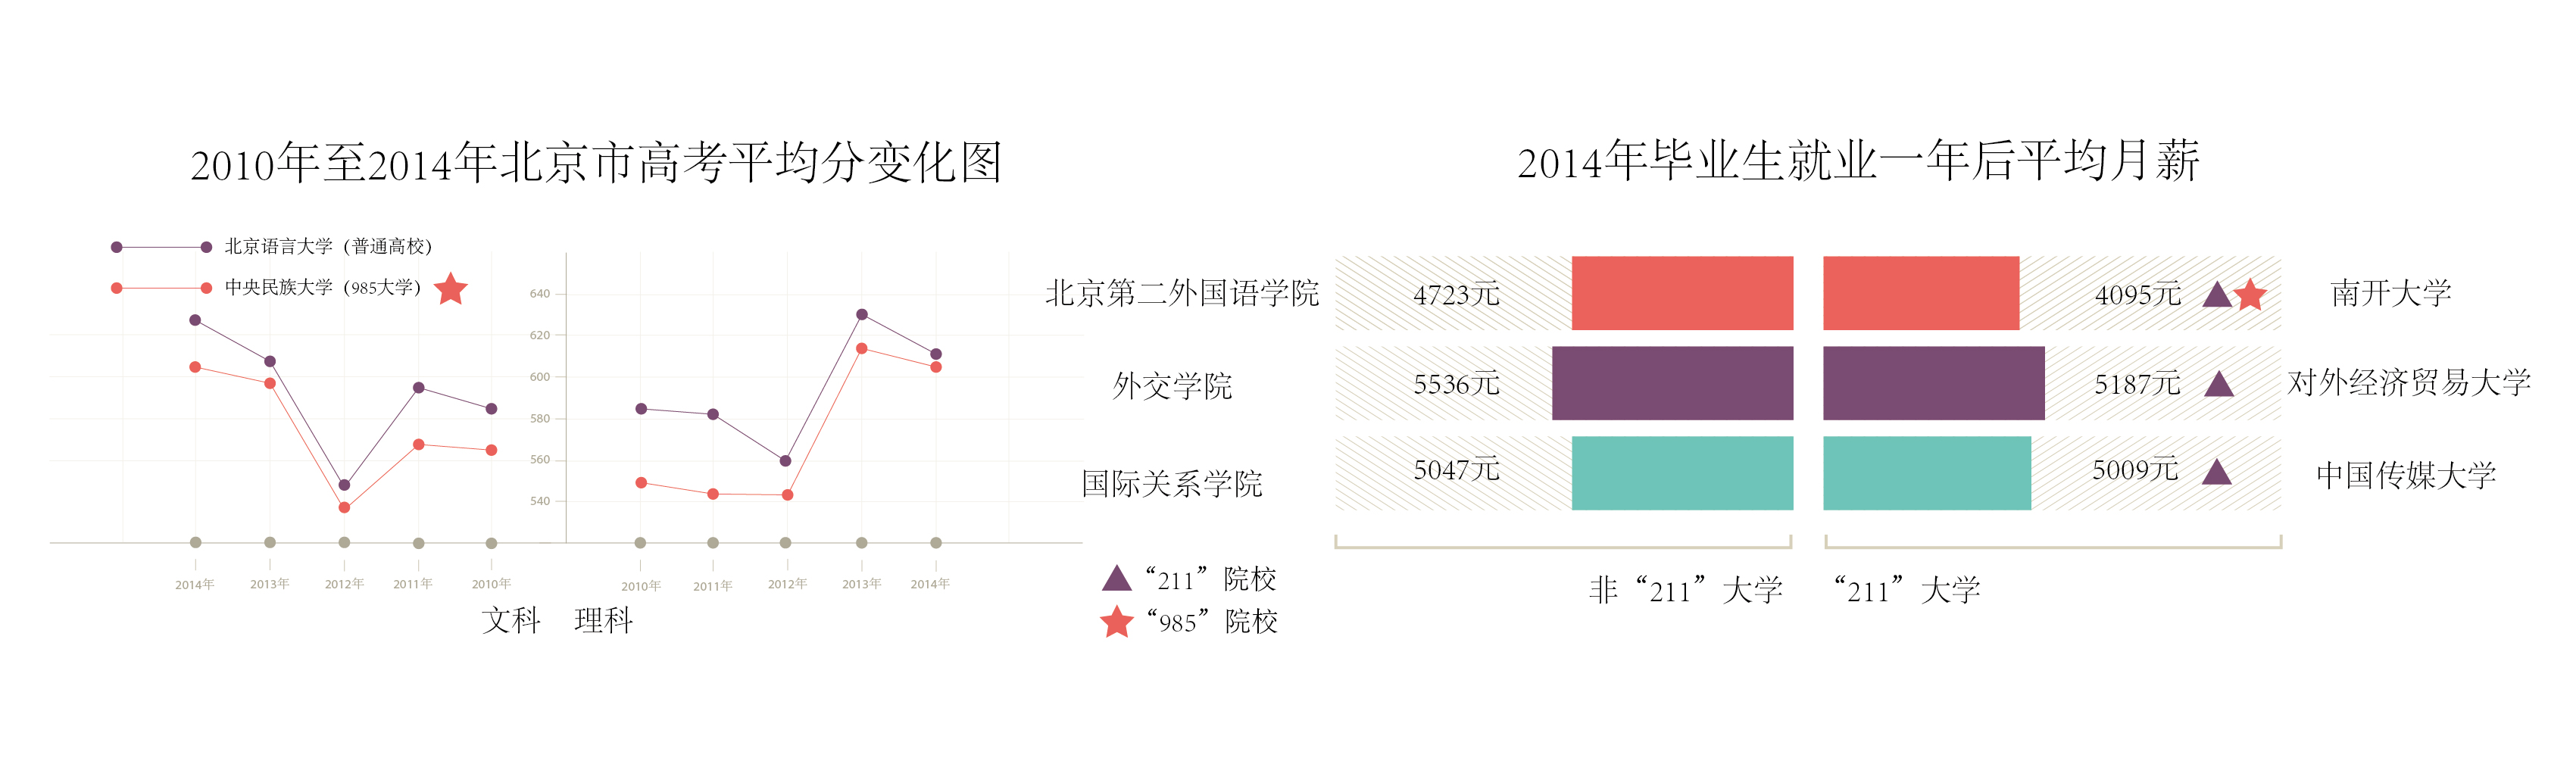 2010年至2014年北京市高考平均分变化图
北京语言大学（普通高校）
中央民族大学（985大学）
640
620
600
580
560
540
2014年
2013年
2012年
2011年
2010年
2010年
2011年
2012年
2013年
2014年
文科
理科
2014年毕业生就业一年后平均月薪
北京第二外国语学院
4723元
4095元
南开大学
外交学院
5536元
5187元
对外经济贸易大学
国际关系学院
5047元
5009元
中国传媒大学
“211”院校
“985”院校
非“211”大学
“211”大学